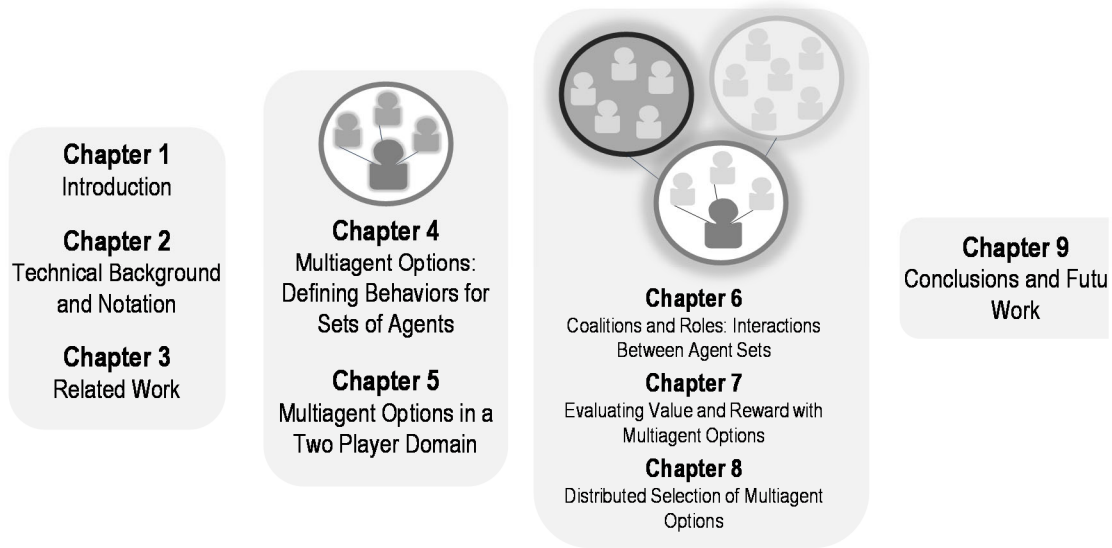 Chapter 1
Introduction
Chapter 2
Technical Background
and Notation
Chapter 3
Related Work
Chapter 4
Multiagent Options:
Defining Behaviors for
Sets of Agents
Chapter 5
Multiagent Options in a
Two Player Domain
Chapter 6
Coalitions and Roles: Interactions
Between Agent Sets
Chapter 7
Evaluating Value and Reward with
Multiagent Options
Chapter 8
Distributed Selection of Multiagent
Options
Chapter 9
Conclusions and Futu
Work